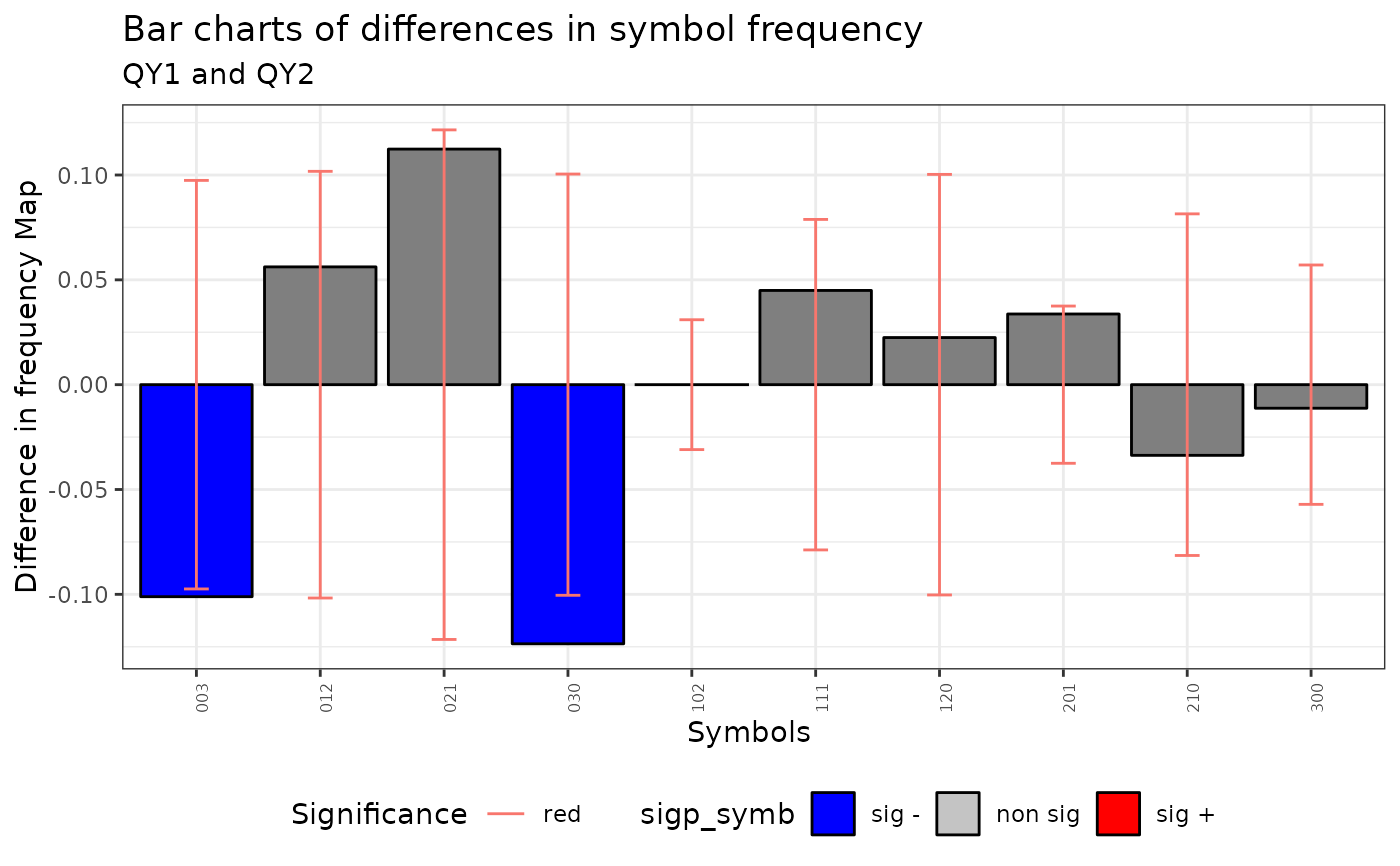 Bar charts of differences in symbol frequency
QY1 and QY2
Difference in frequency Map
0.10
0.05
0.00
-0.05
-0.10
003 012 021 030 102 111 120 201 210 300
Symbols
Significance red sigp_symb sig - non sig sig +